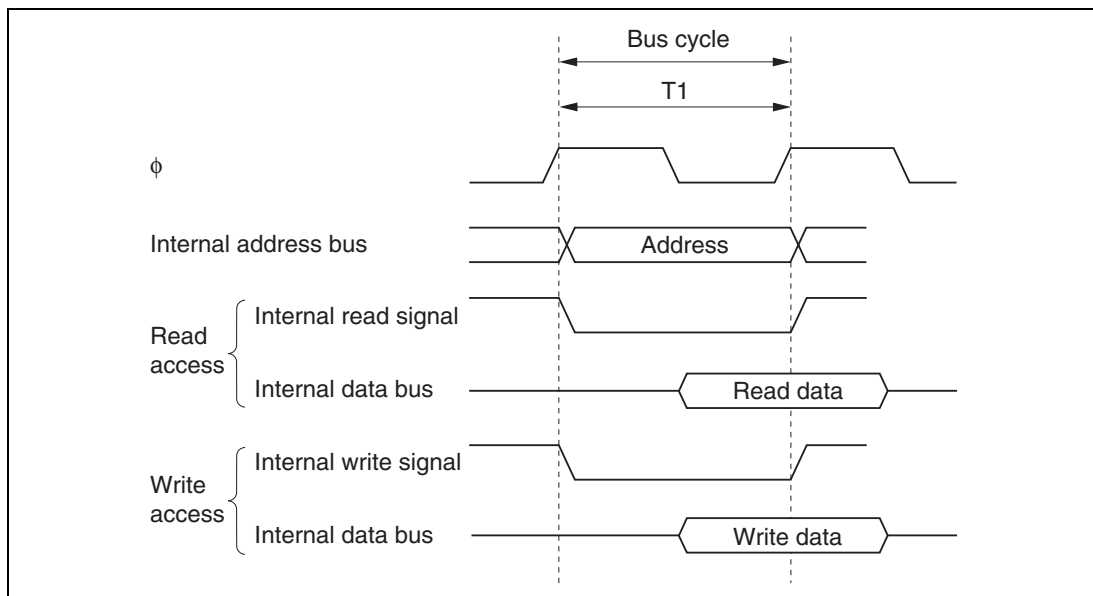 Bus cycle
T1
ϕ
Internal address bus
Address
Read
access
Internal read signal
Internal data bus
Read data
Write
access
Internal write signal
Internal data bus
Write data